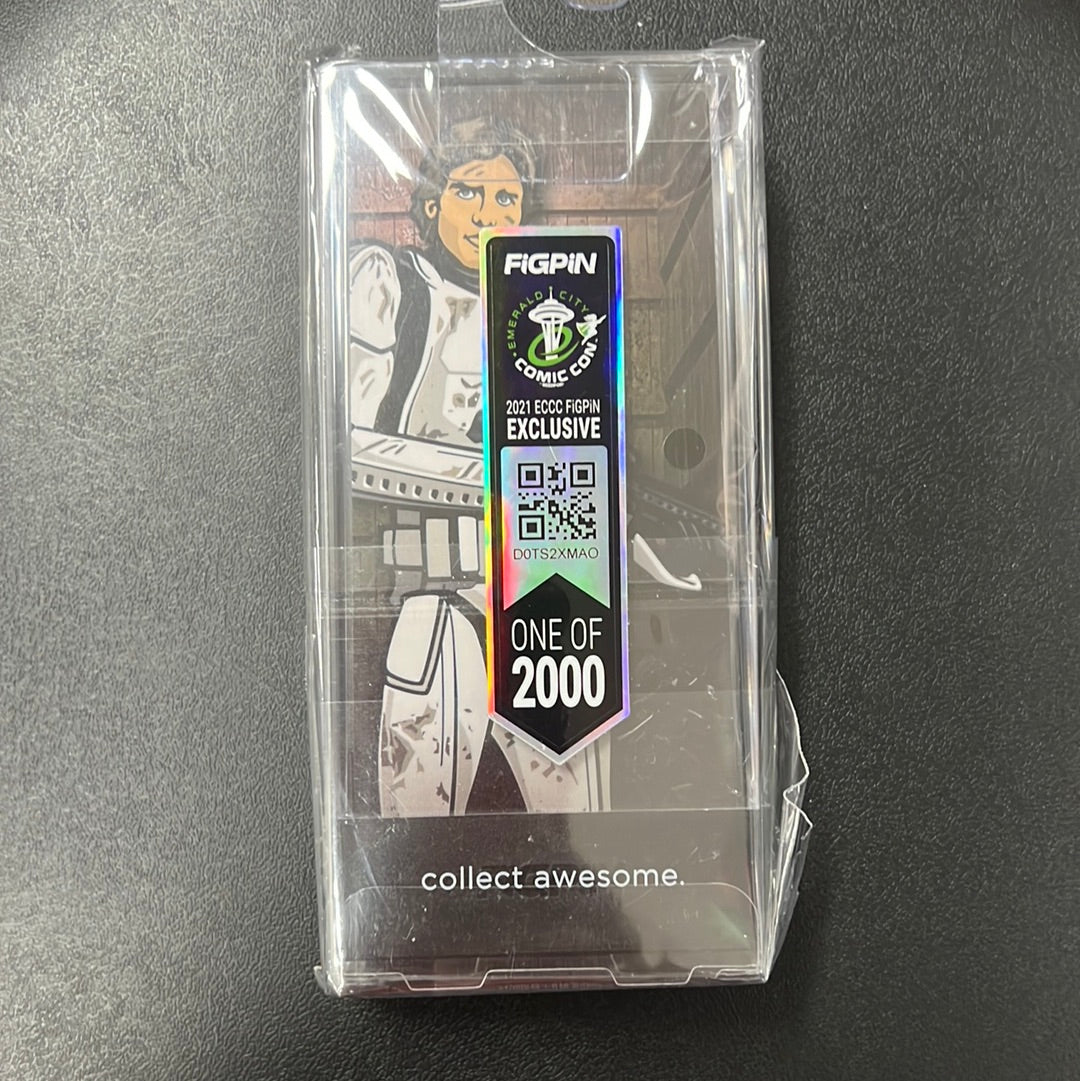 FiGPiN
EMERALD CITY
COMIC CON
2021 ECCC FiGPiN
EXCLUSIVE
D0TS2XMAO
ONE OF
2000
collect awesome.